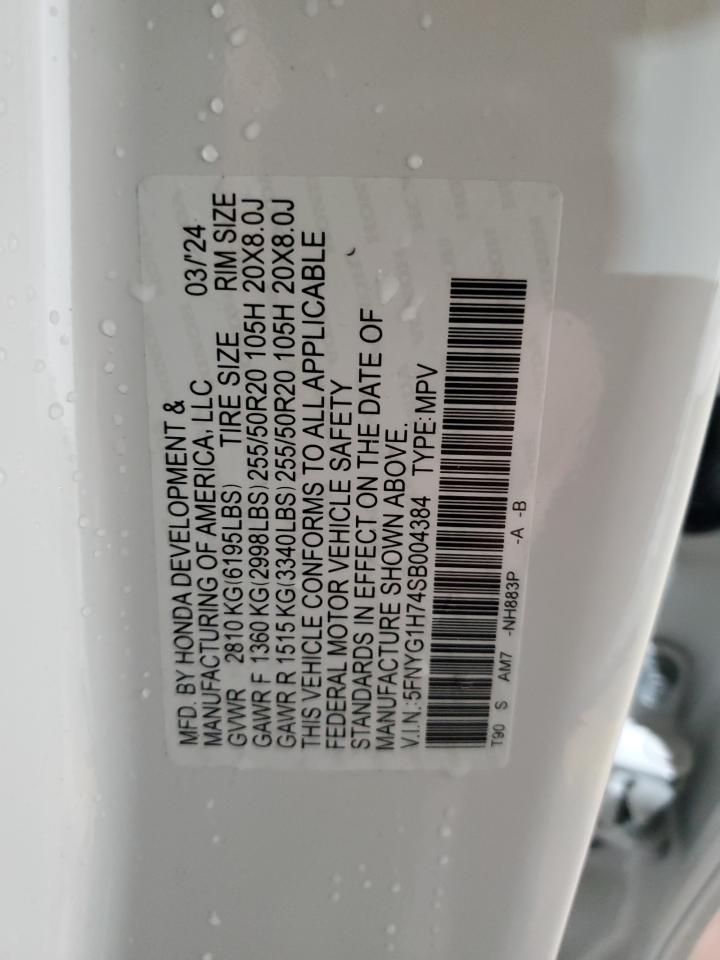 MFD. BY HONDA DEVELOPMENT &
MANUFACTURING OF AMERICA, LLC 03/'24
GVWR 2810 KG(6195LBS) TIRE SIZE RIM SIZE
GAWR F 1360 KG(2998LBS) 255/50R20 105H 20X8.0J
GAWR R 1515 KG(3340LBS) 255/50R20 105H 20X8.0J
THIS VEHICLE CONFORMS TO ALL APPLICABLE
FEDERAL MOTOR VEHICLE SAFETY
STANDARDS IN EFFECT ON THE DATE OF
MANUFACTURE SHOWN ABOVE.
V.I.N.:5FNYG1H74SB004384 TYPE:MPV
T90 S AM7 -NH883P -A -B